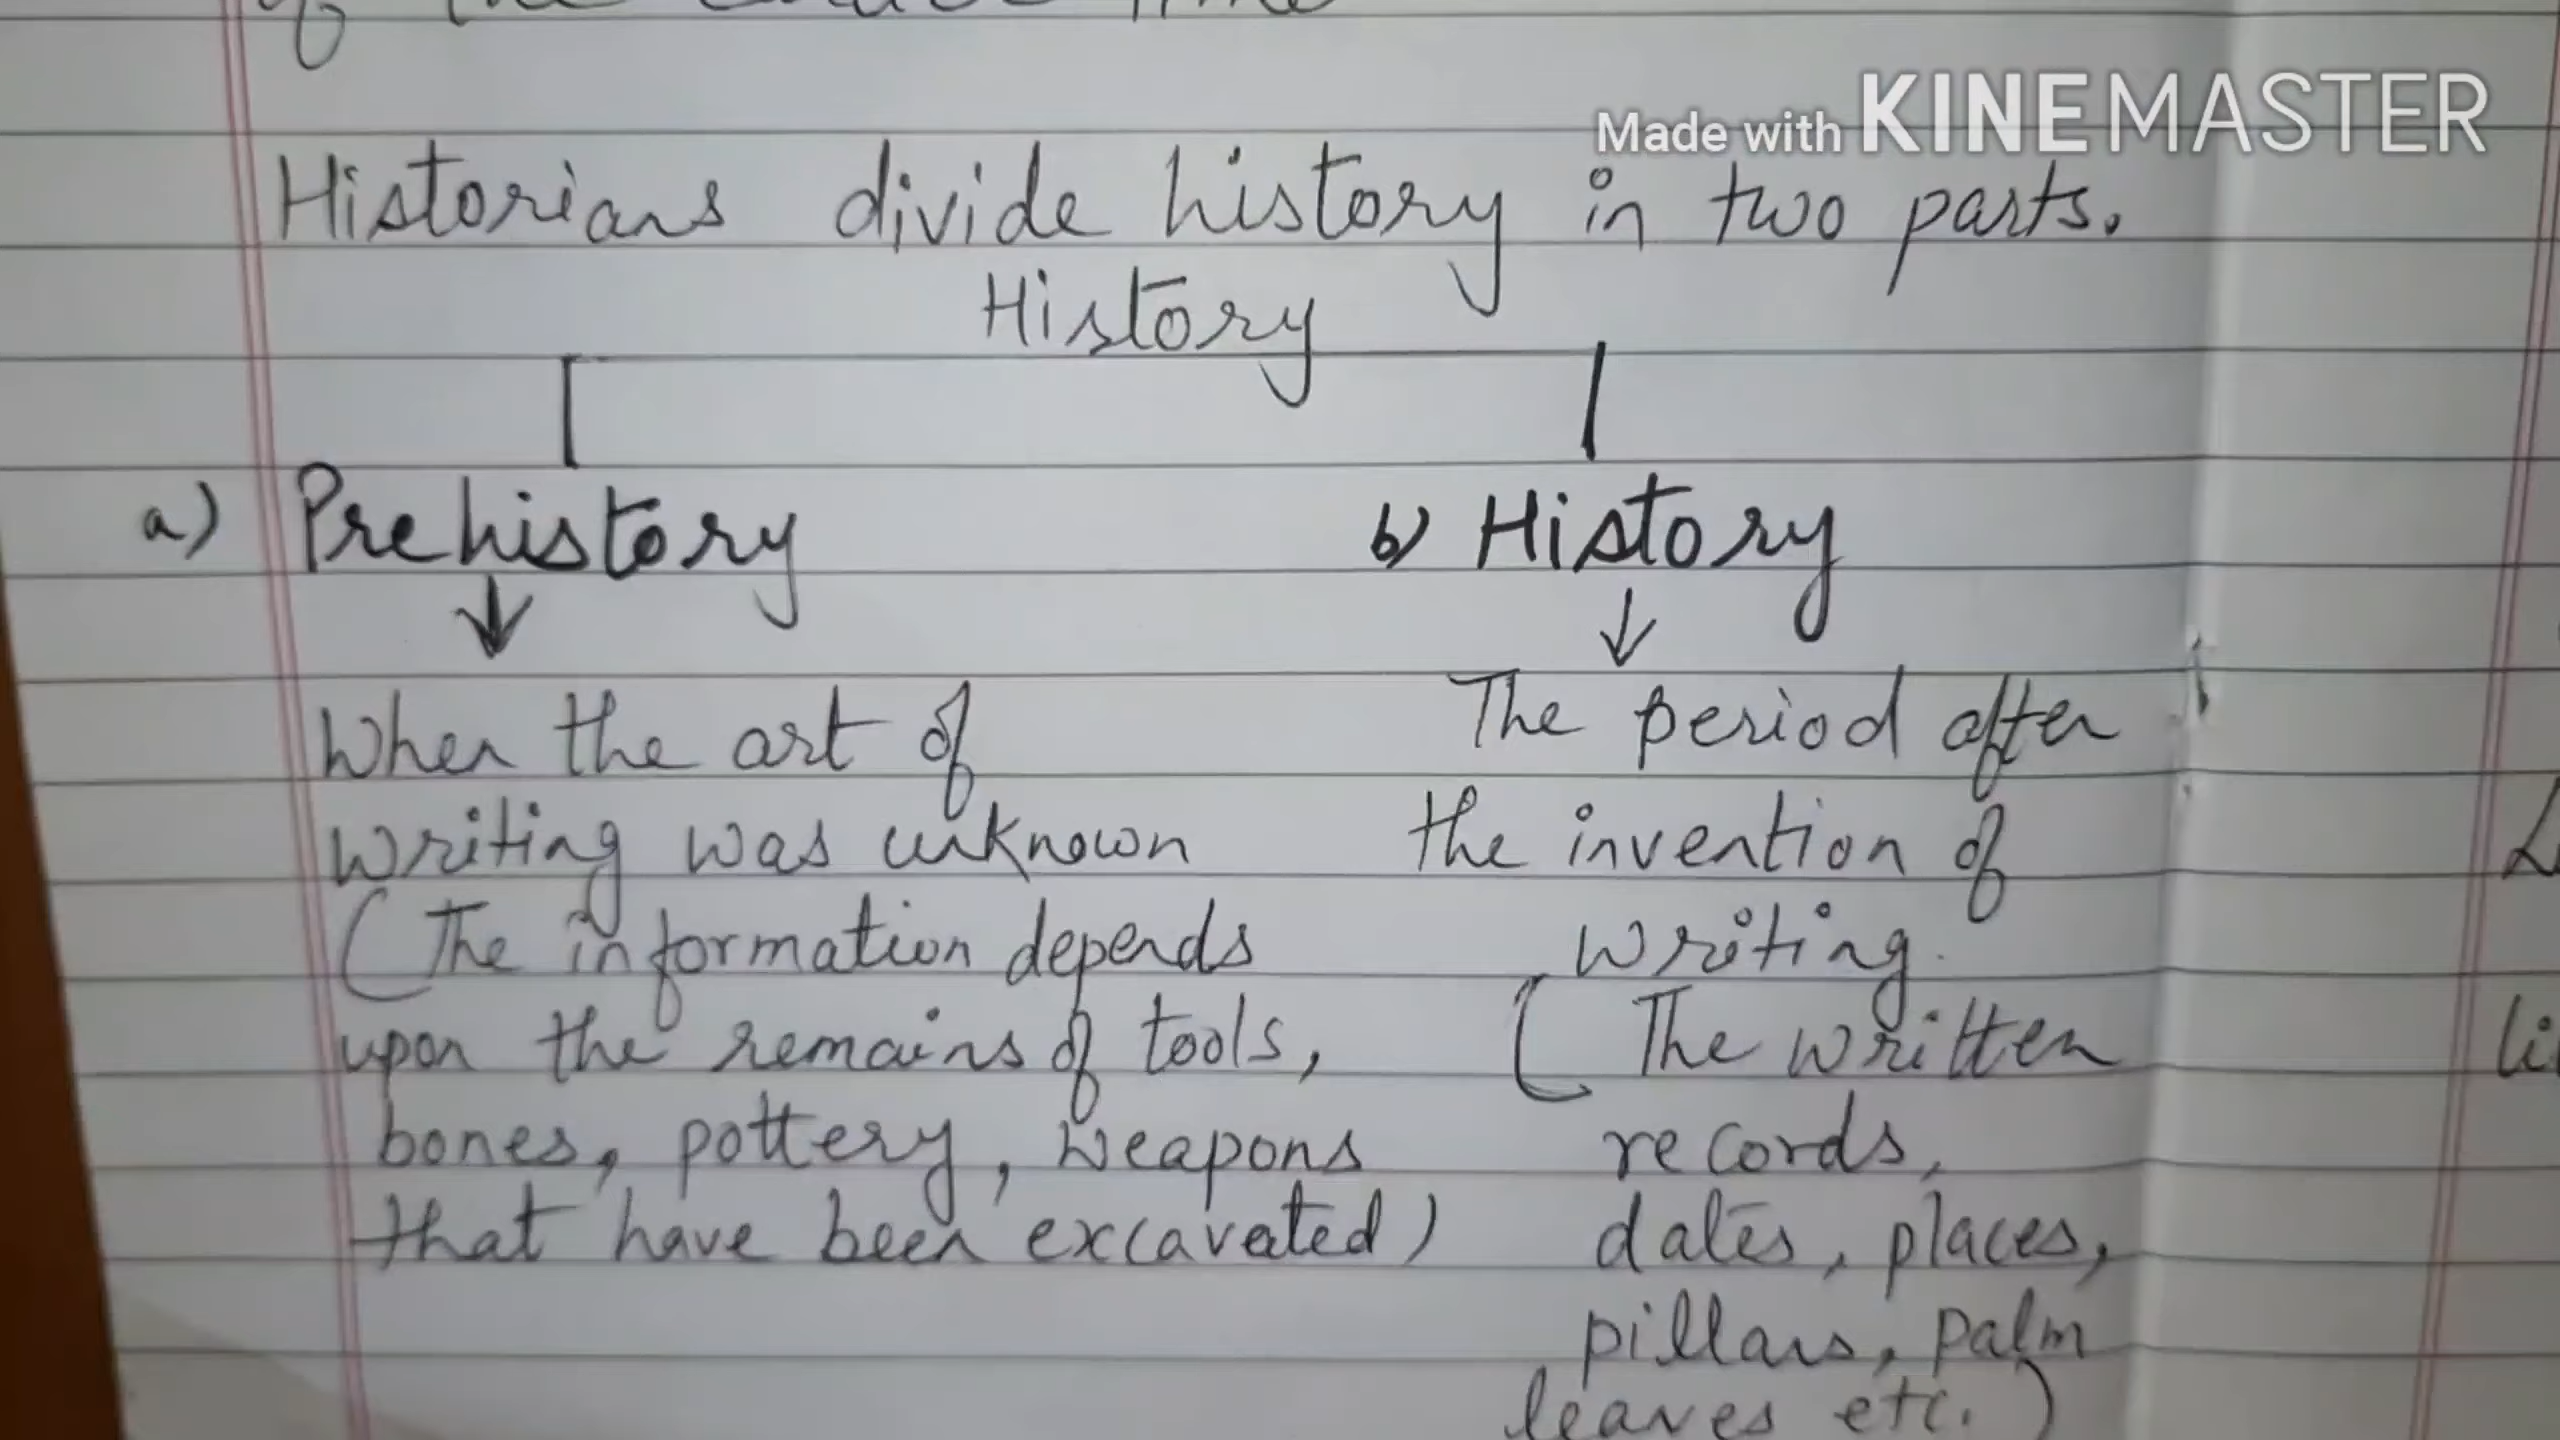 of the
Made with KINEMASTER
Historians divide history in two parts.
History
a) Prehistory
When the art of
writing was unknown
(The information depends
upon the remains of tools,
bones, pottery, weapons
that have been excavated)
b) History
The period after
the invention of
writing.
(The written
records,
dates, places,
pillars, palm
leaves etc.)